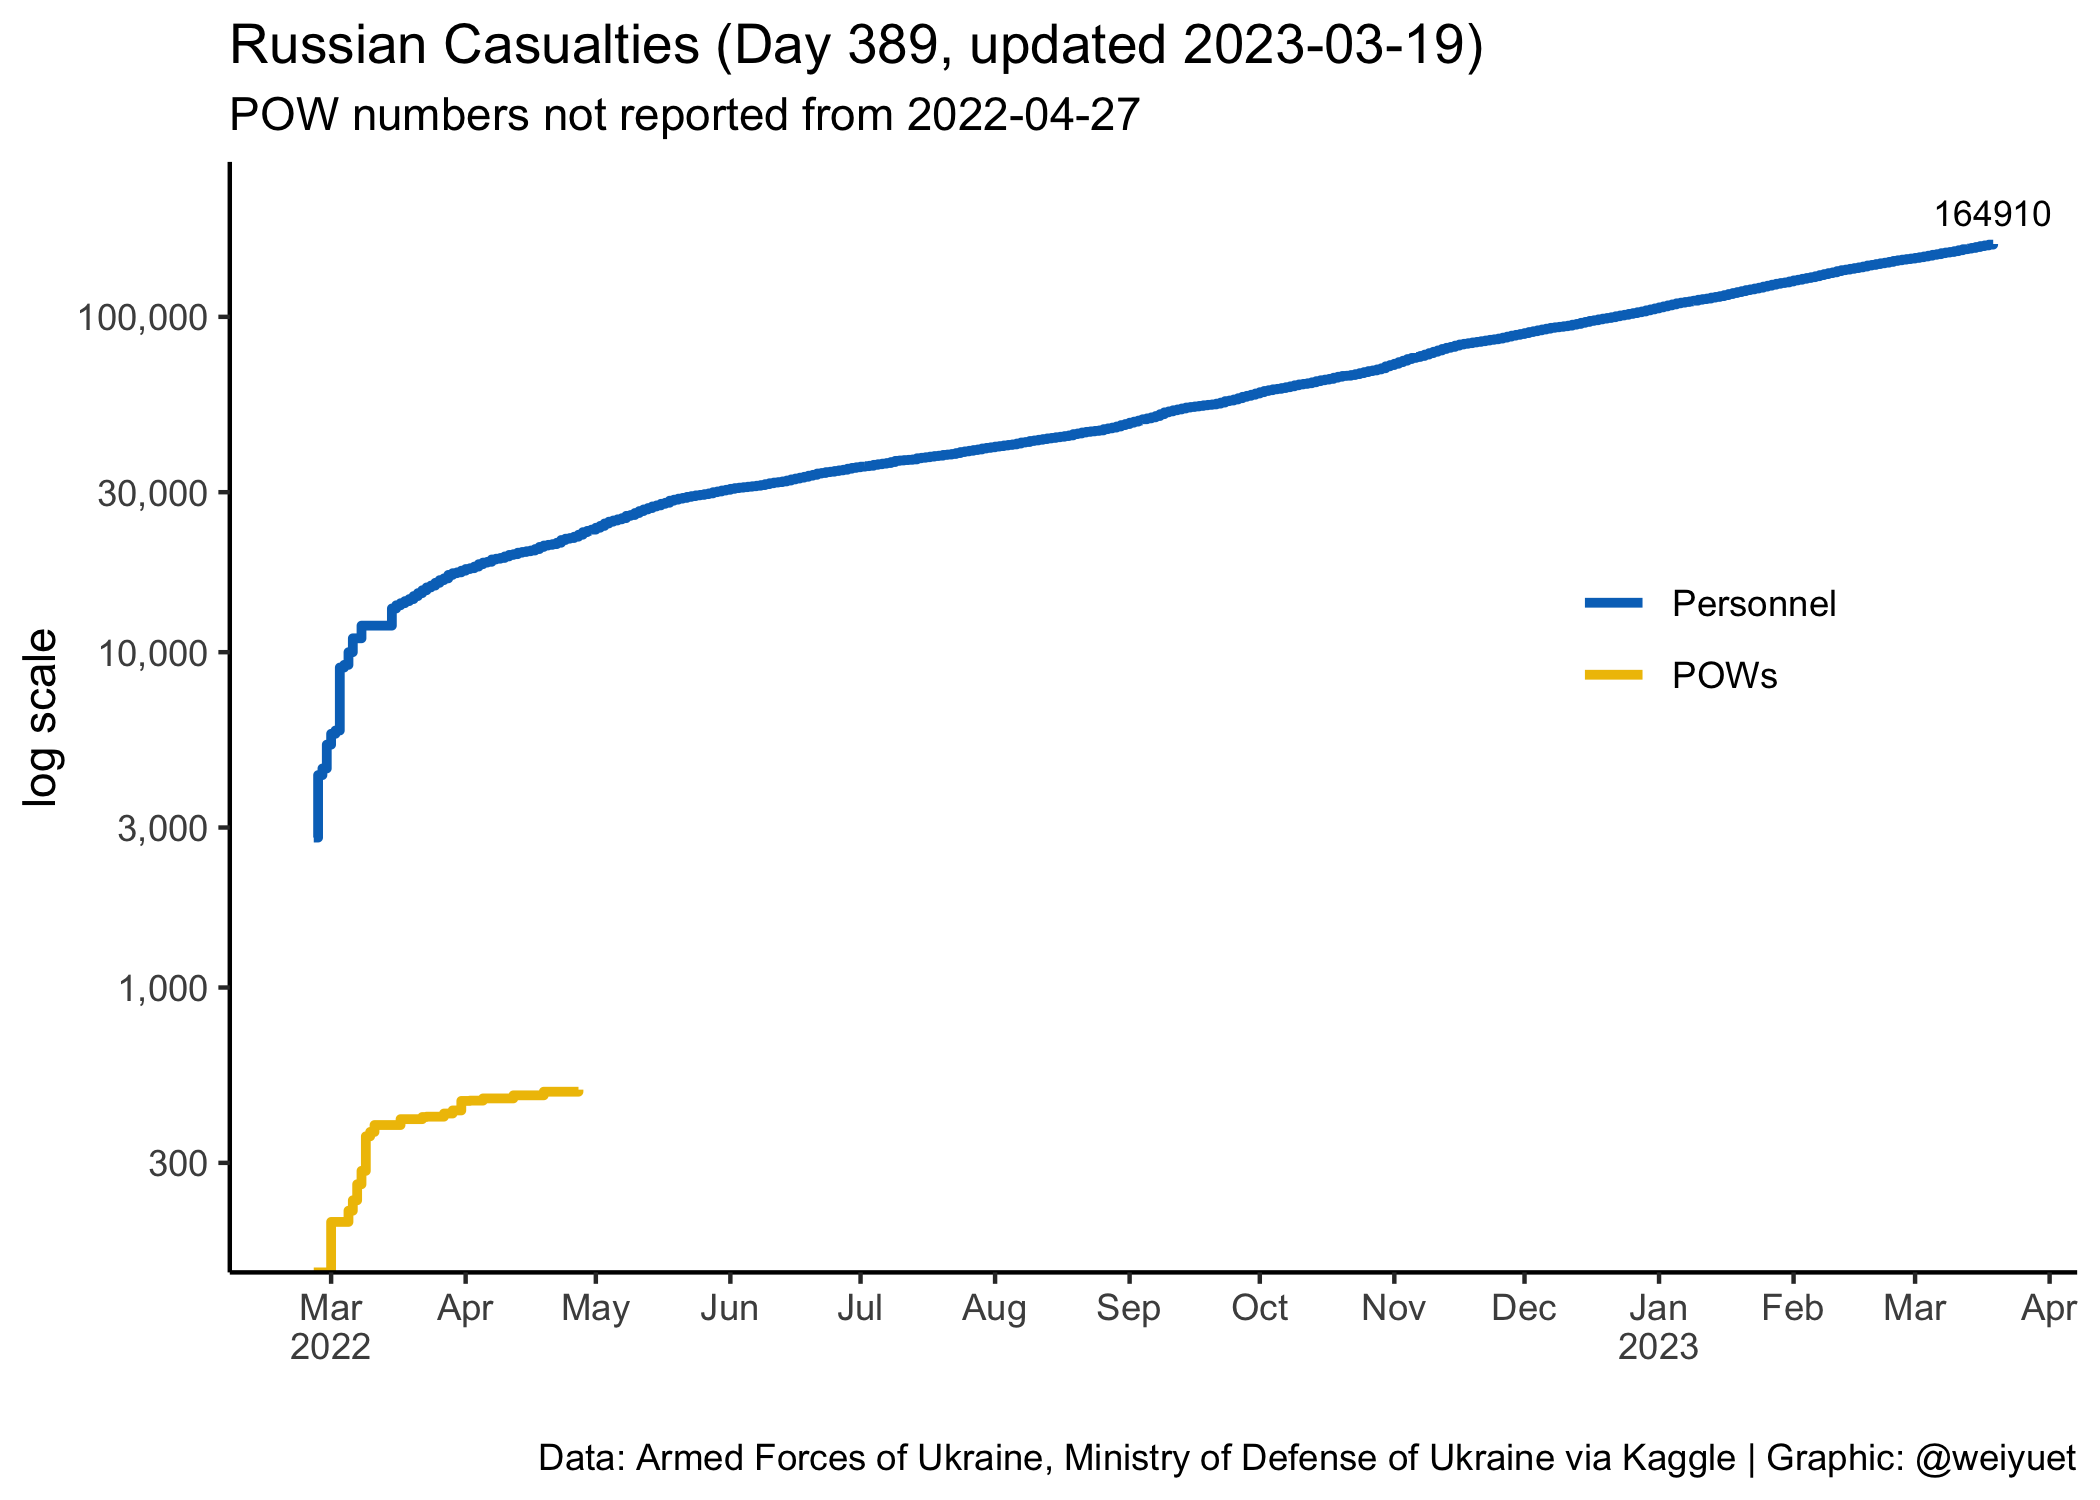 Russian Casualties (Day 389, updated 2023-03-19)
POW numbers not reported from 2022-04-27
164910
100,000
30,000
10,000
3,000
1,000
300
log scale
Personnel
POWs
Mar Apr May Jun Jul Aug Sep Oct Nov Dec Jan Feb Mar Apr
2022 2023
Data: Armed Forces of Ukraine, Ministry of Defense of Ukraine via Kaggle | Graphic: @weiyuet